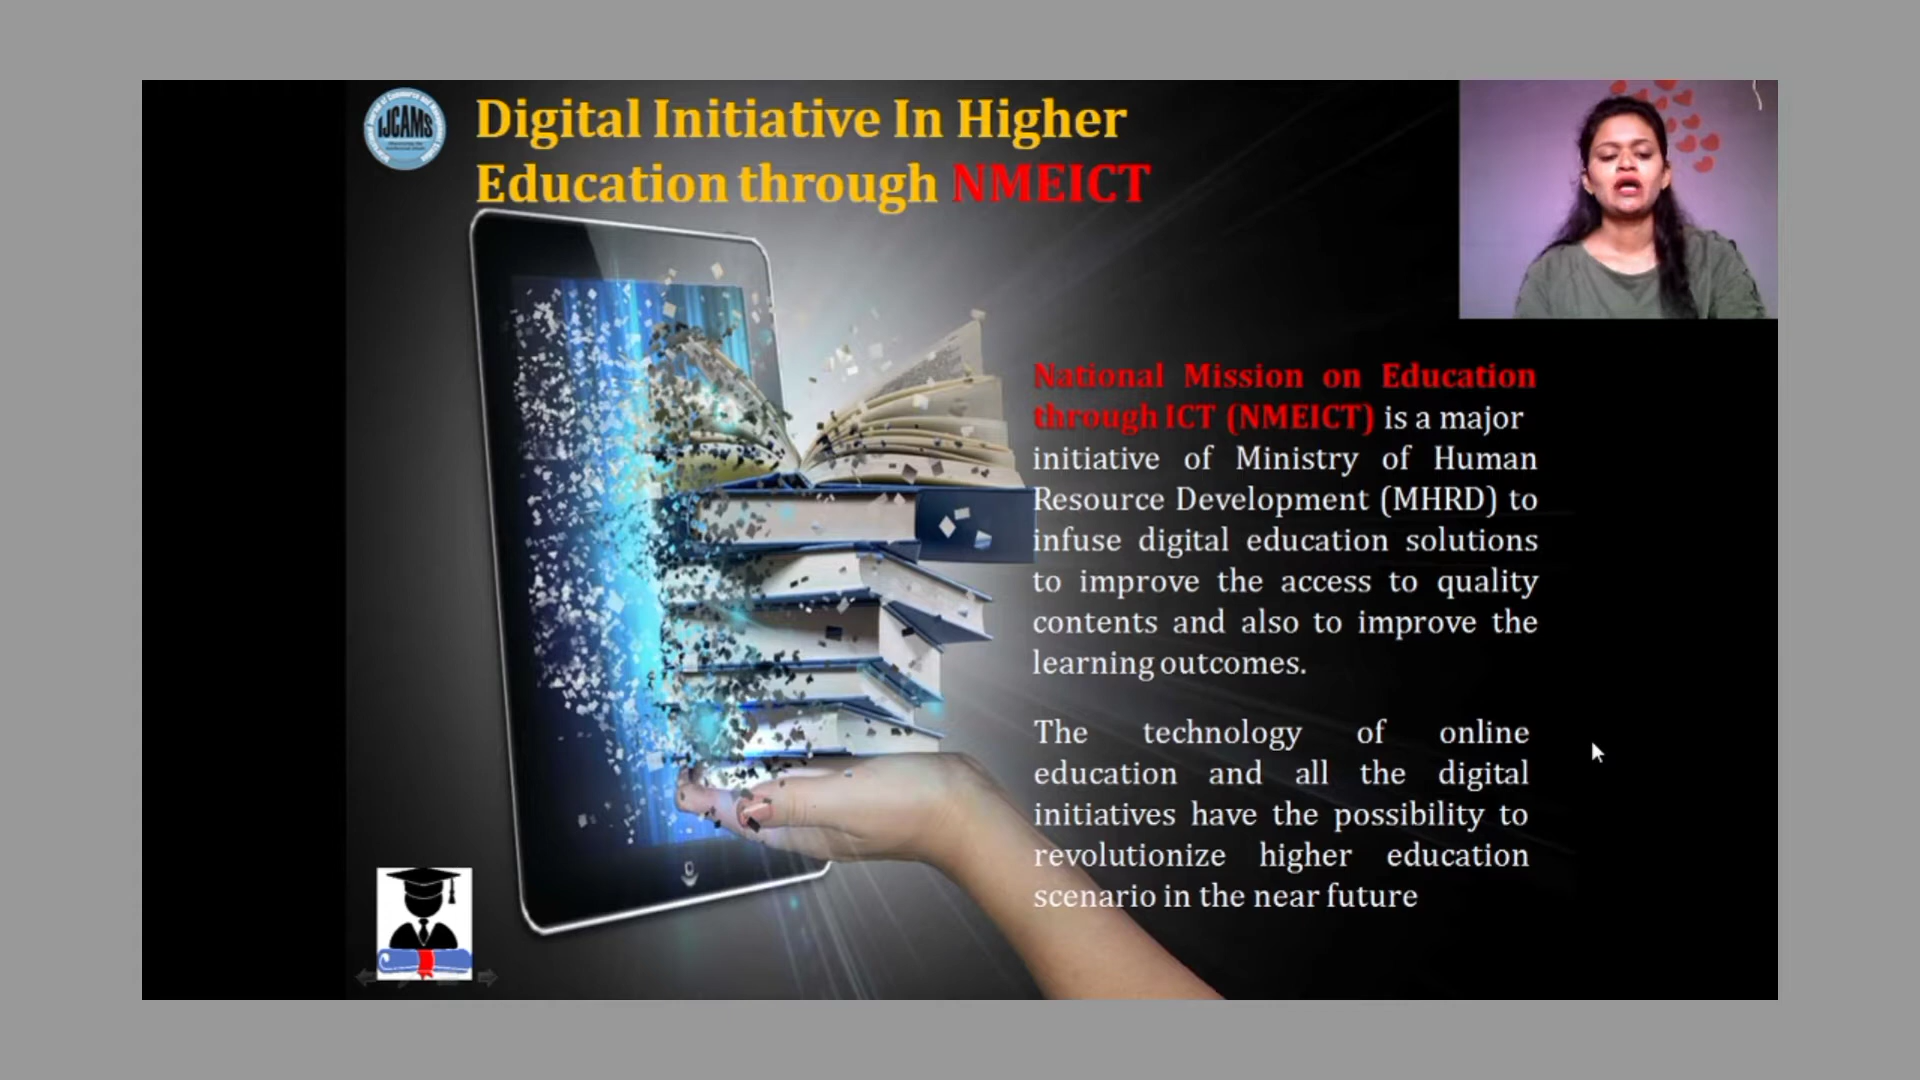 IJCAMS
Digital Initiative In Higher
Education through NMEICT
National Mission on Education
through ICT (NMEICT) is a major
initiative of Ministry of Human
Resource Development (MHRD) to
infuse digital education solutions
to improve the access to quality
contents and also to improve the
learning outcomes.
The technology of online
education and all the digital
initiatives have the possibility to
revolutionize higher education
scenario in the near future